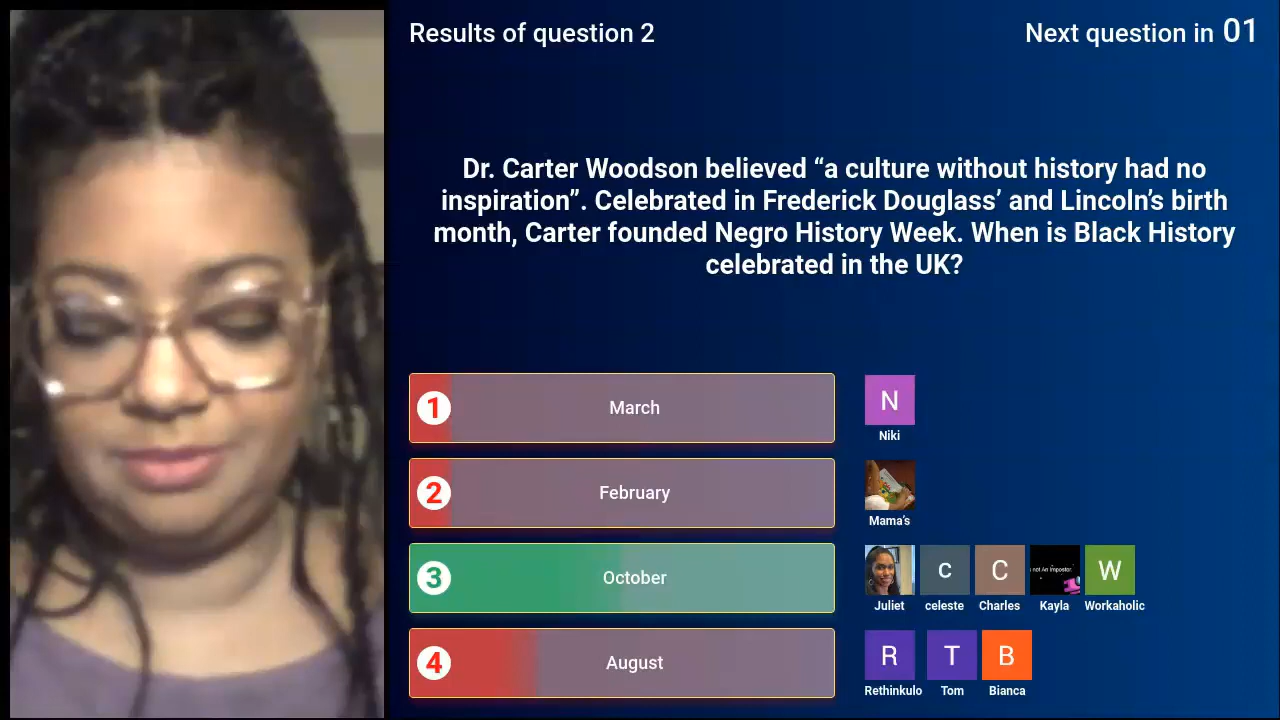 Results of question 2
Next question in 01
Dr. Carter Woodson believed “a culture without history had no
inspiration”. Celebrated in Frederick Douglass’ and Lincoln’s birth
month, Carter founded Negro History Week. When is Black History
celebrated in the UK?
1 March
N
Niki
2 February
Mama's
3 October
c C not An Impostor. W
Juliet celeste Charles Kayla Workaholic
4 August
R T B
Rethinkulo Tom Bianca